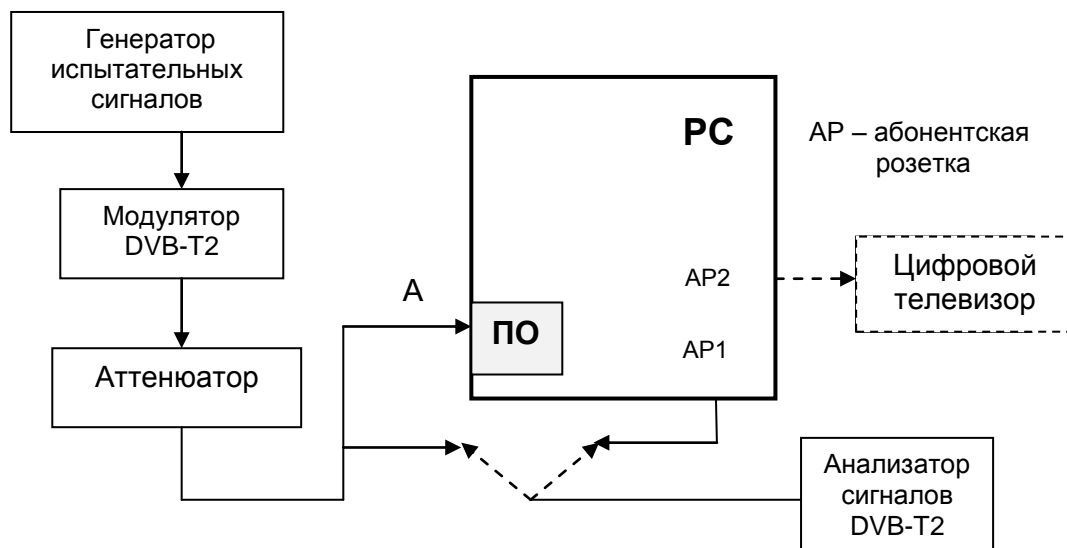 Генератор
испытательных
сигналов
Модулятор
DVB-T2
Аттенюатор
А
ПО
РС
АР2
АР1
АР – абонентская
розетка
Цифровой
телевизор
Анализатор
сигналов
DVB-T2